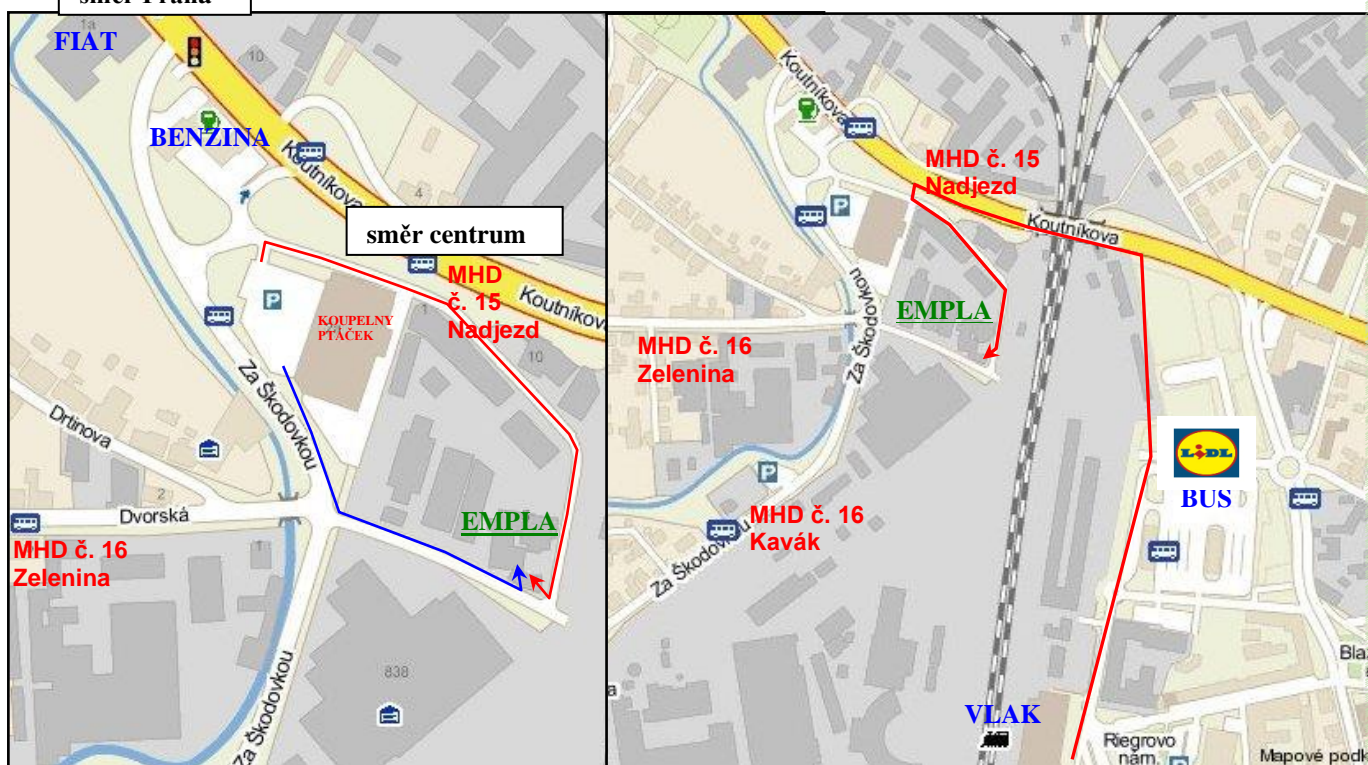 směr Praha
FIAT
1a
10
BENZINA
Koutníkova
4
směr centrum
MHD
č. 15
Nadjezd
Koutníkova
KOUPELNY
PTÁČEK
1
10
Za Škodovkou
Drtinova
2
Dvorská
1
MHD č. 16
Zelenina
EMPLA
838
Za Škodovkou
Koutníkova
MHD č. 15
Nadjezd
Koutníkova
EMPLA
MHD č. 16
Zelenina
Za Škodovkou
LIDL
BUS
MHD č. 16
Kavák
Za Škodovkou
VLAK
Riegrovo
nám.
Bla
Mapové podk